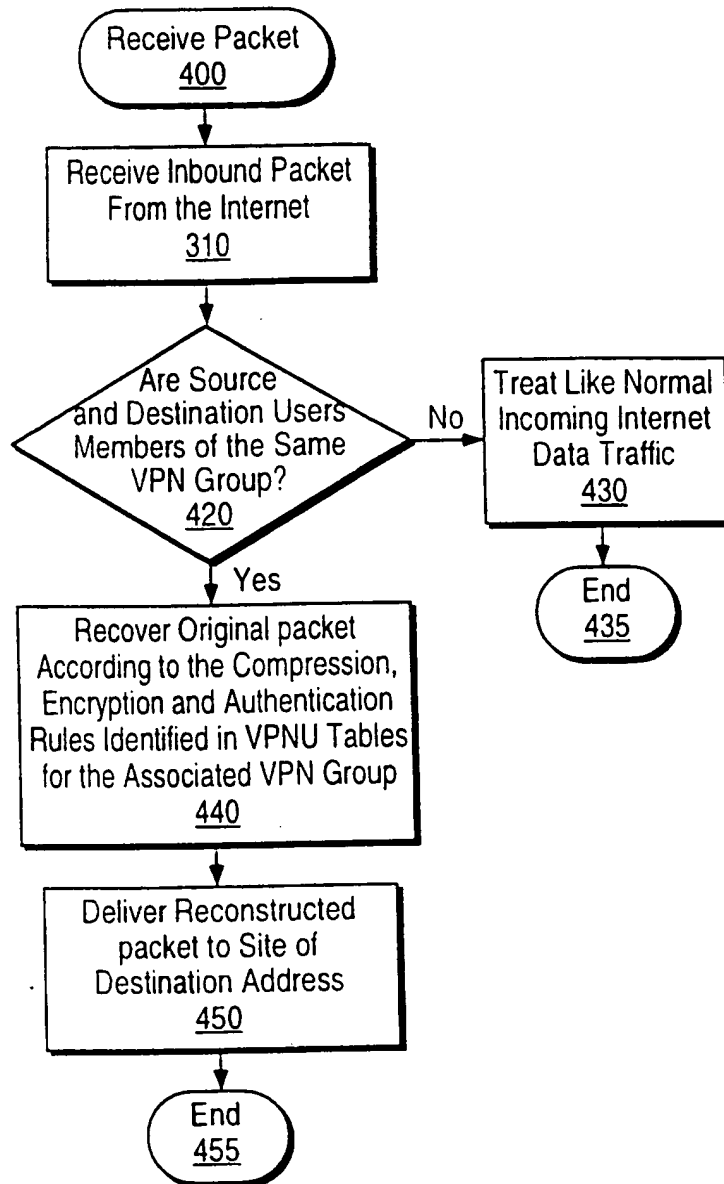 Receive Packet
400
Receive Inbound Packet
From the Internet
310
Are Source
and Destination Users
Members of the Same
VPN Group?
420
No
Treat Like Normal
Incoming Internet
Data Traffic
430
End
435
Yes
Recover Original packet
According to the Compression,
Encryption and Authentication
Rules Identified in VPNU Tables
for the Associated VPN Group
440
Deliver Reconstructed
packet to Site of
Destination Address
450
End
455